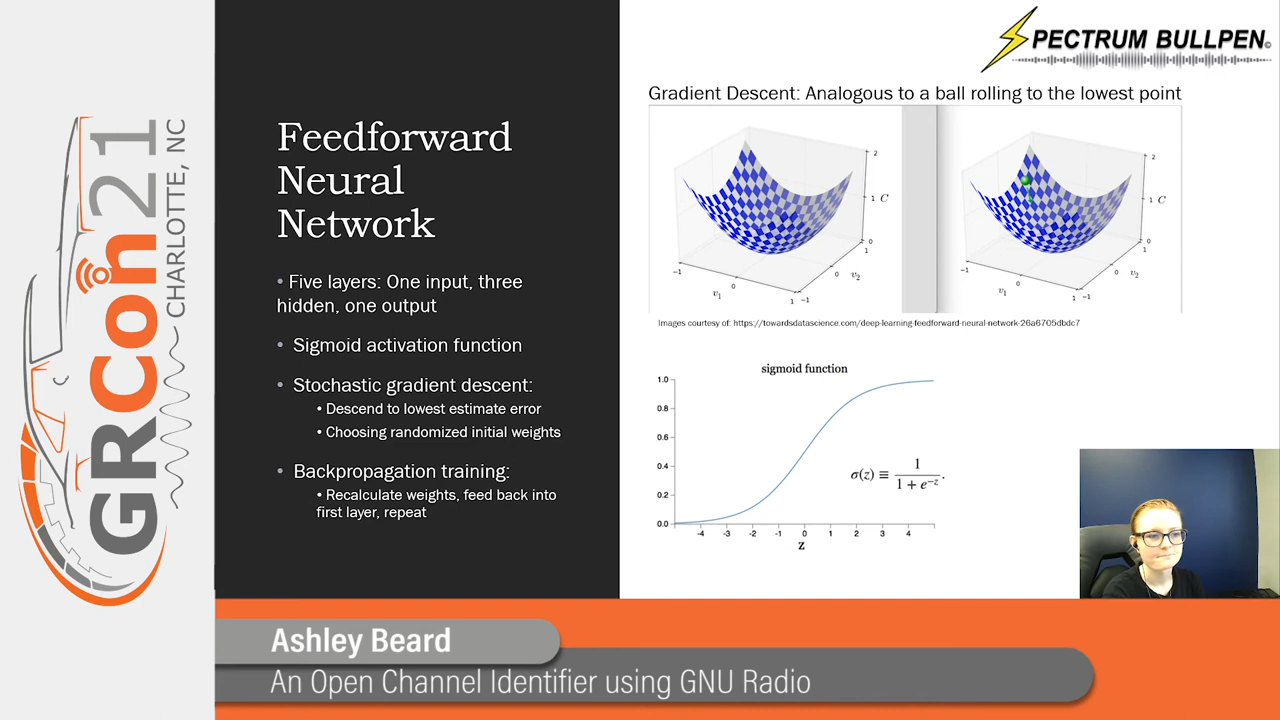 GRCon21
CHARLOTTE, NC
Feedforward
Neural
Network
• Five layers: One input, three
hidden, one output
• Sigmoid activation function
• Stochastic gradient descent:
• Descend to lowest estimate error
• Choosing randomized initial weights
• Backpropagation training:
• Recalculate weights, feed back into
first layer, repeat
SPECTRUM BULLPEN©
Gradient Descent: Analogous to a ball rolling to the lowest point
2
1 C
0
1
0 v₂
−1
−1
0
v₁
1
2
1 C
0
1
0 v₂
−1
−1
0
v₁
1
Images courtesy of: https://towardsdatascience.com/deep-learning-feedforward-neural-network-26a6705dbdc7
sigmoid function
1.0
0.8
0.6
0.4
0.2
0.0
-4 -3 -2 -1 0 1 2 3 4
Z
σ(z) ≡ 1 / (1 + e^−z).
Ashley Beard
An Open Channel Identifier using GNU Radio